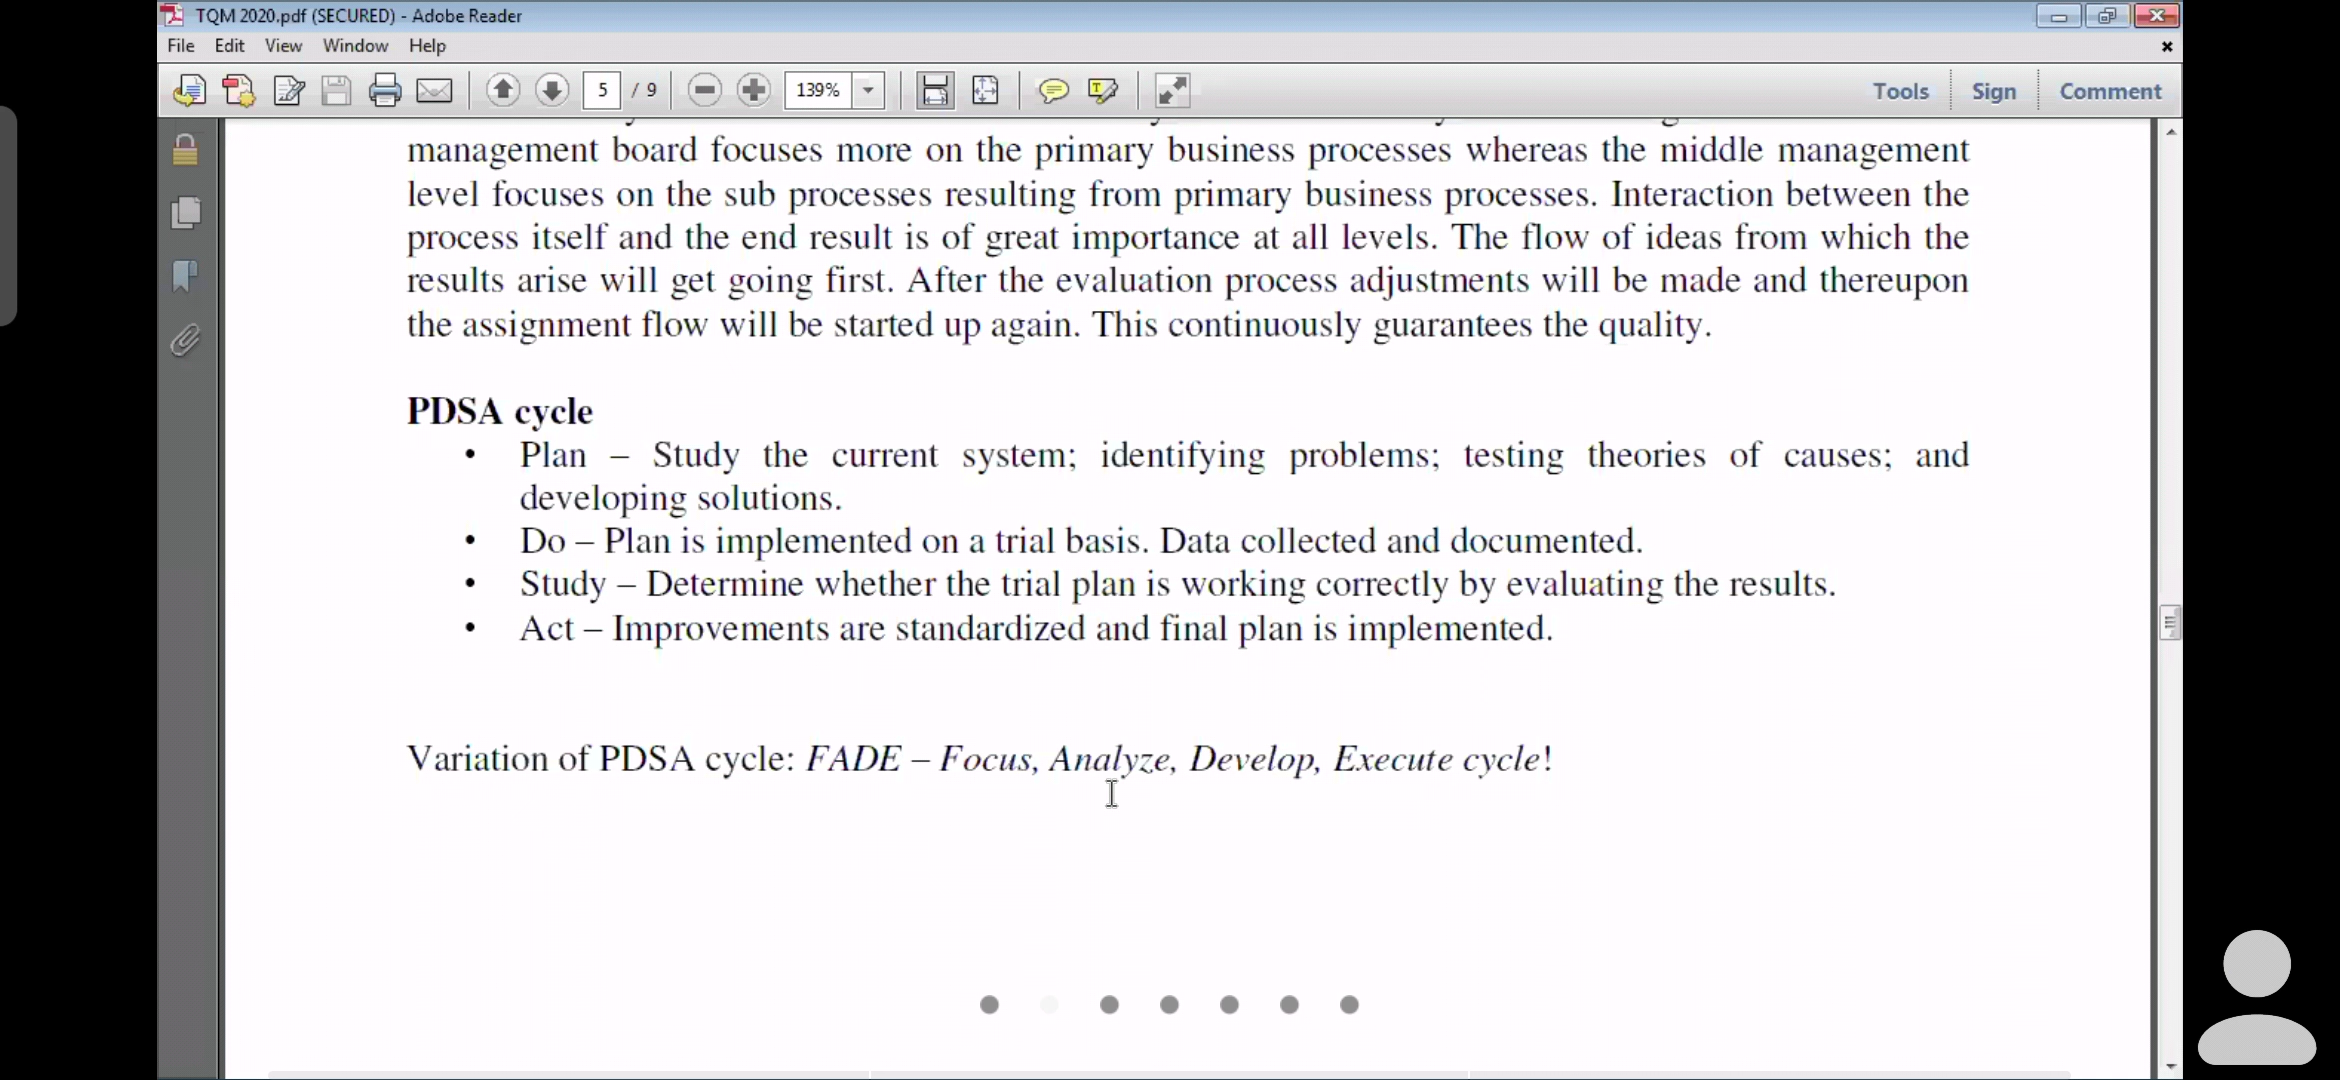 TQM 2020.pdf (SECURED) - Adobe Reader
File Edit View Window Help
5 / 9 139% Tools Sign Comment
management board focuses more on the primary business processes whereas the middle management
level focuses on the sub processes resulting from primary business processes. Interaction between the
process itself and the end result is of great importance at all levels. The flow of ideas from which the
results arise will get going first. After the evaluation process adjustments will be made and thereupon
the assignment flow will be started up again. This continuously guarantees the quality.
PDSA cycle
• Plan – Study the current system; identifying problems; testing theories of causes; and
developing solutions.
• Do – Plan is implemented on a trial basis. Data collected and documented.
• Study – Determine whether the trial plan is working correctly by evaluating the results.
• Act – Improvements are standardized and final plan is implemented.
Variation of PDSA cycle: FADE – Focus, Analyze, Develop, Execute cycle!